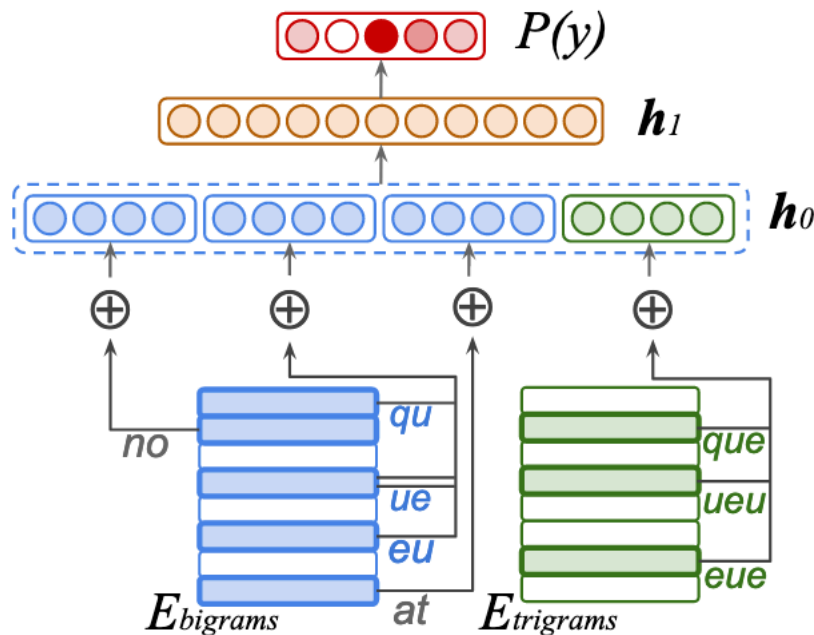 P(y)
h1
h0
no
qu
ue
eu
at
Ebigrams
que
ueu
eue
Etrigrams